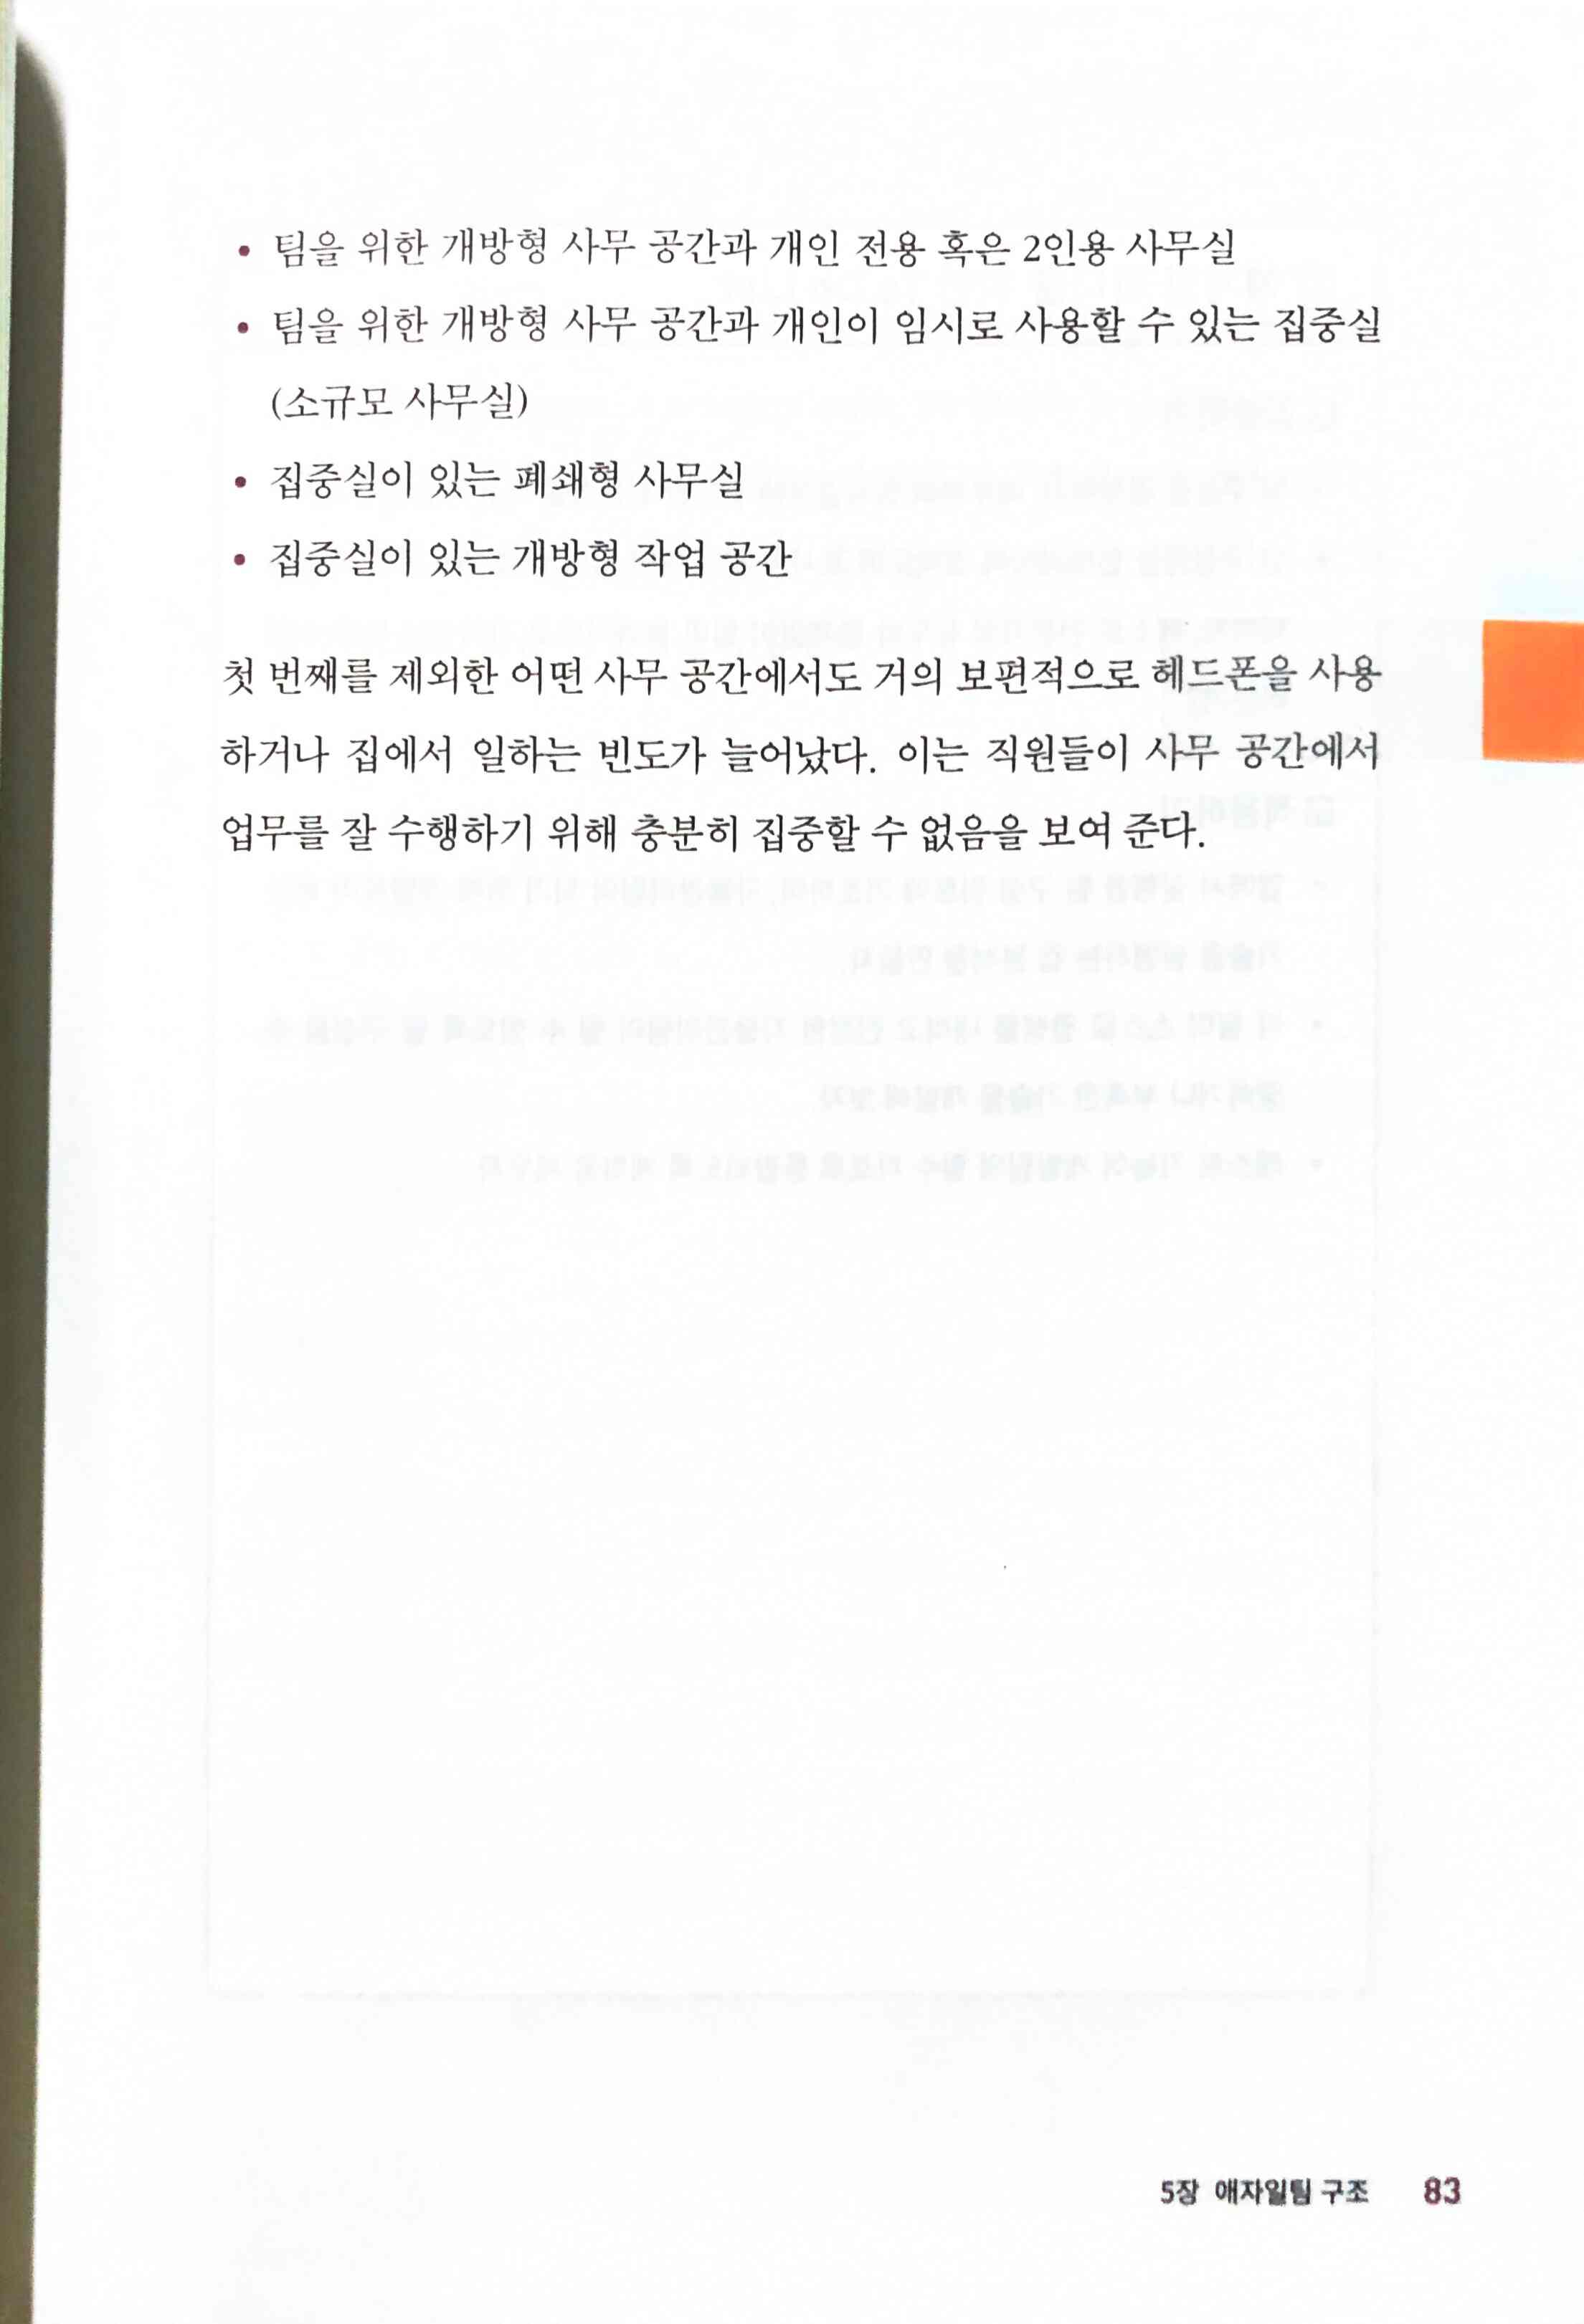 • 팀을 위한 개방형 사무 공간과 개인 전용 혹은 2인용 사무실
• 팀을 위한 개방형 사무 공간과 개인이 임시로 사용할 수 있는 집중실
(소규모 사무실)
• 집중실이 있는 폐쇄형 사무실
• 집중실이 있는 개방형 작업 공간
첫 번째를 제외한 어떤 사무 공간에서도 거의 보편적으로 헤드폰을 사용
하거나 집에서 일하는 빈도가 늘어났다. 이는 직원들이 사무 공간에서
업무를 잘 수행하기 위해 충분히 집중할 수 없음을 보여 준다.
5장 애자일팀 구조 83